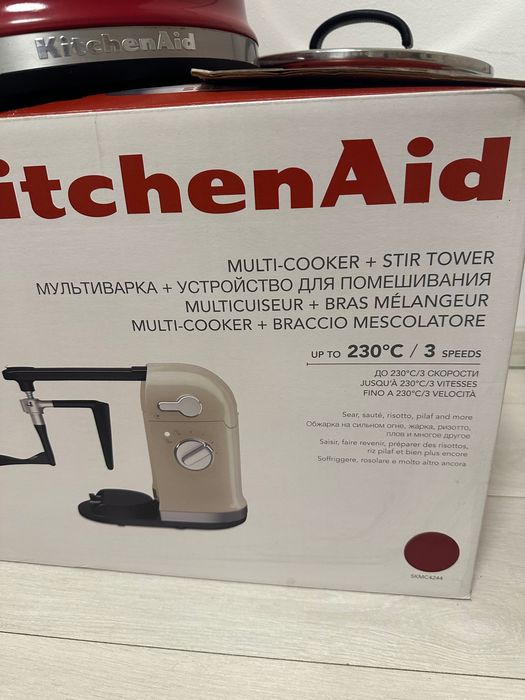 KitchenAid
itchenAid
MULTI-COOKER + STIR TOWER
МУЛЬТИВАРКА + УСТРОЙСТВО ДЛЯ ПОМЕШИВАНИЯ
MULTICUISEUR + BRAS MÉLANGEUR
MULTI-COOKER + BRACCIO MESCOLATORE
UP TO 230°C / 3 SPEEDS
ДО 230°C/3 СКОРОСТИ
JUSQU'À 230°C/3 VITESSES
FINO A 230°C/3 VELOCITÀ
Sear, sauté, risotto, pilaf and more
Обжарка на сильном огне, жарка, ризотто,
плов и многое другое
Saisir, faire revenir, préparer des risottos,
riz pilaf et bien plus encore
Soffriggere, rosolare e molto altro ancora
5KMC4244